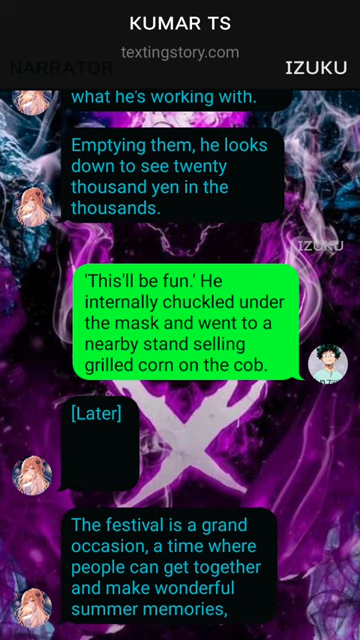 KUMAR TS
textingstory.com
NARRATOR
IZUKU
what he's working with.
Emptying them, he looks
down to see twenty
thousand yen in the
thousands.
IZUKU
'This'll be fun.' He
internally chuckled under
the mask and went to a
nearby stand selling
grilled corn on the cob.
[Later]
The festival is a grand
occasion, a time where
people can get together
and make wonderful
summer memories,